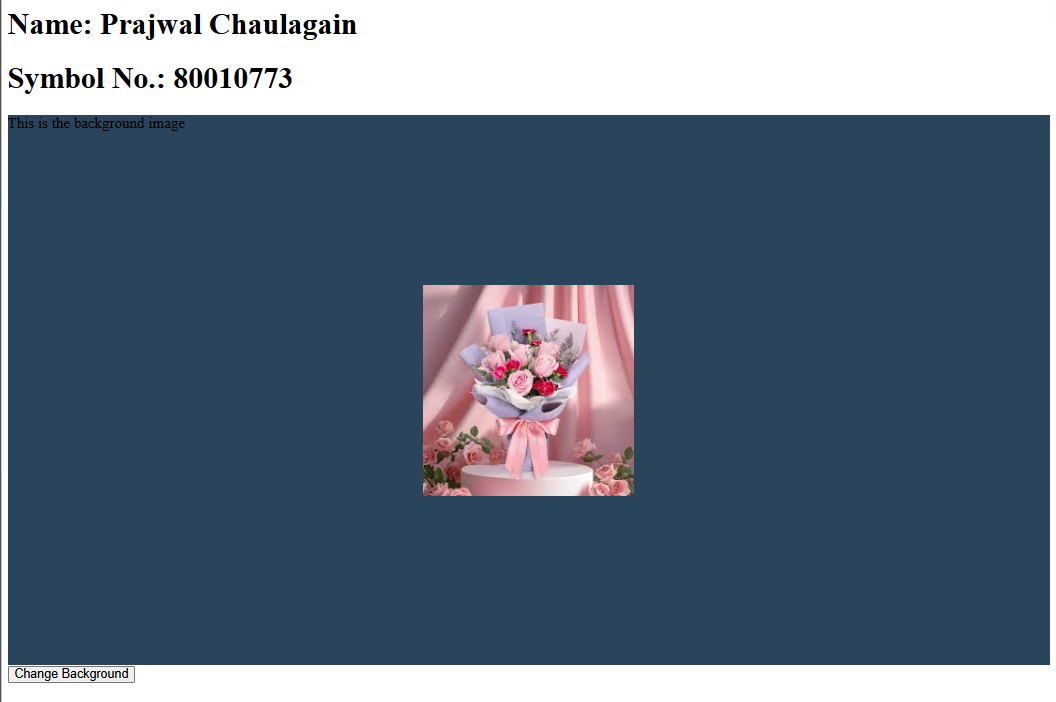 Name: Prajwal Chaulagain
Symbol No.: 80010773
This is the background image
Change Background